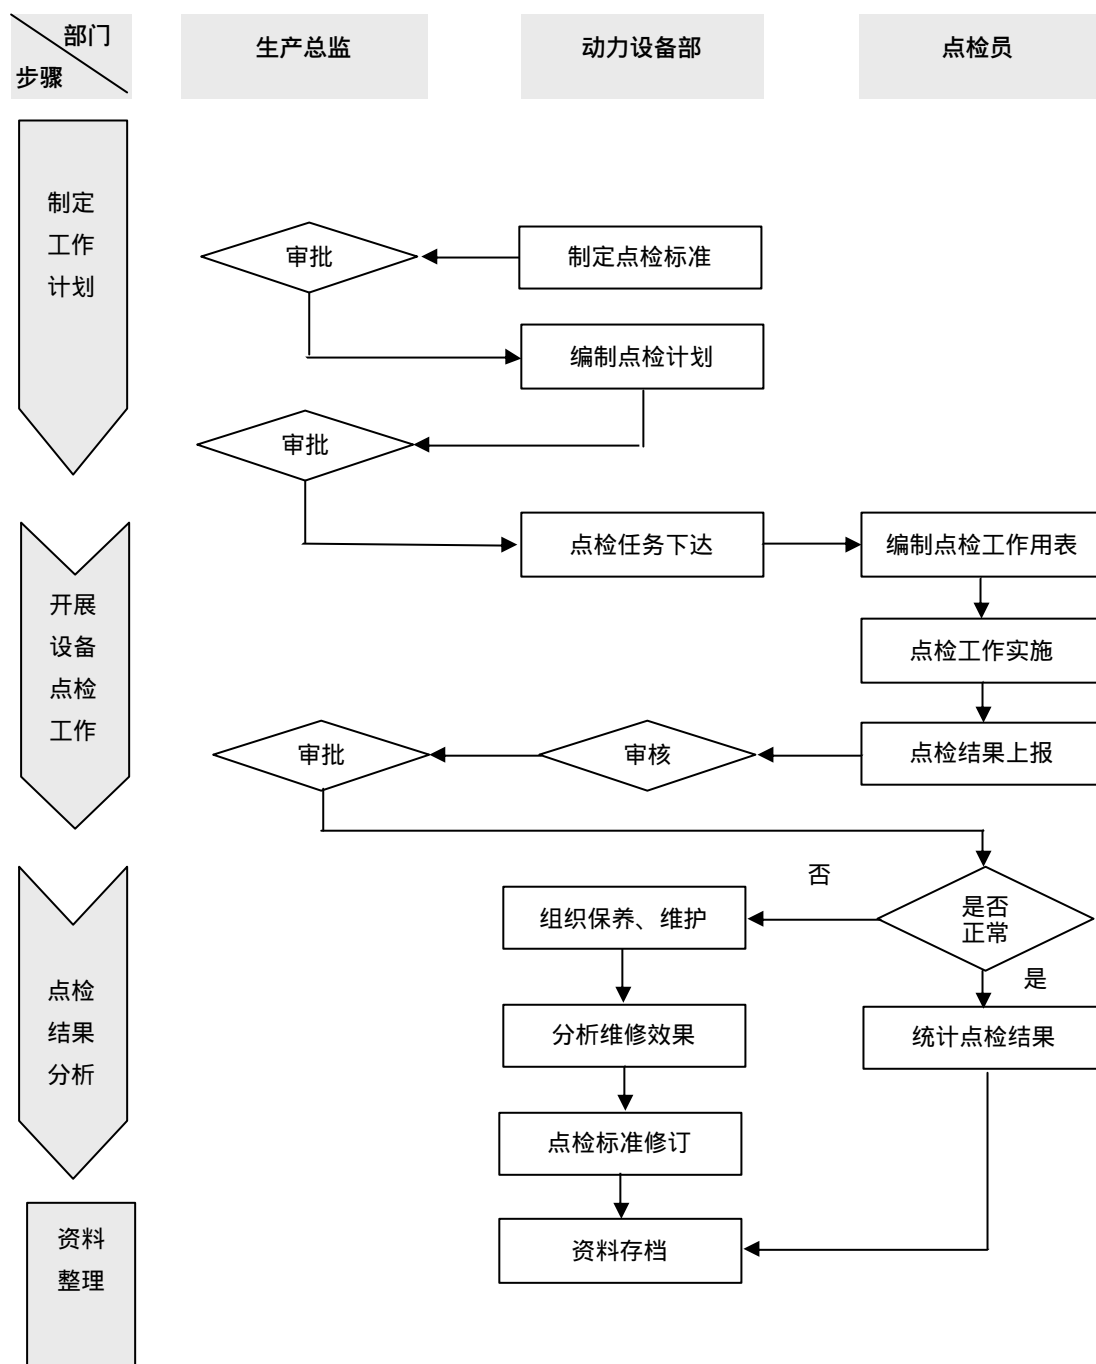 部门
步骤
生产总监
动力设备部
点检员
制定
工作
计划
审批
制定点检标准
编制点检计划
审批
点检任务下达
编制点检工作用表
开展
设备
点检
工作
点检工作实施
审批
审核
点检结果上报
否
组织保养、维护
是否
正常
是
点检
结果
分析
分析维修效果
统计点检结果
点检标准修订
资料
整理
资料存档